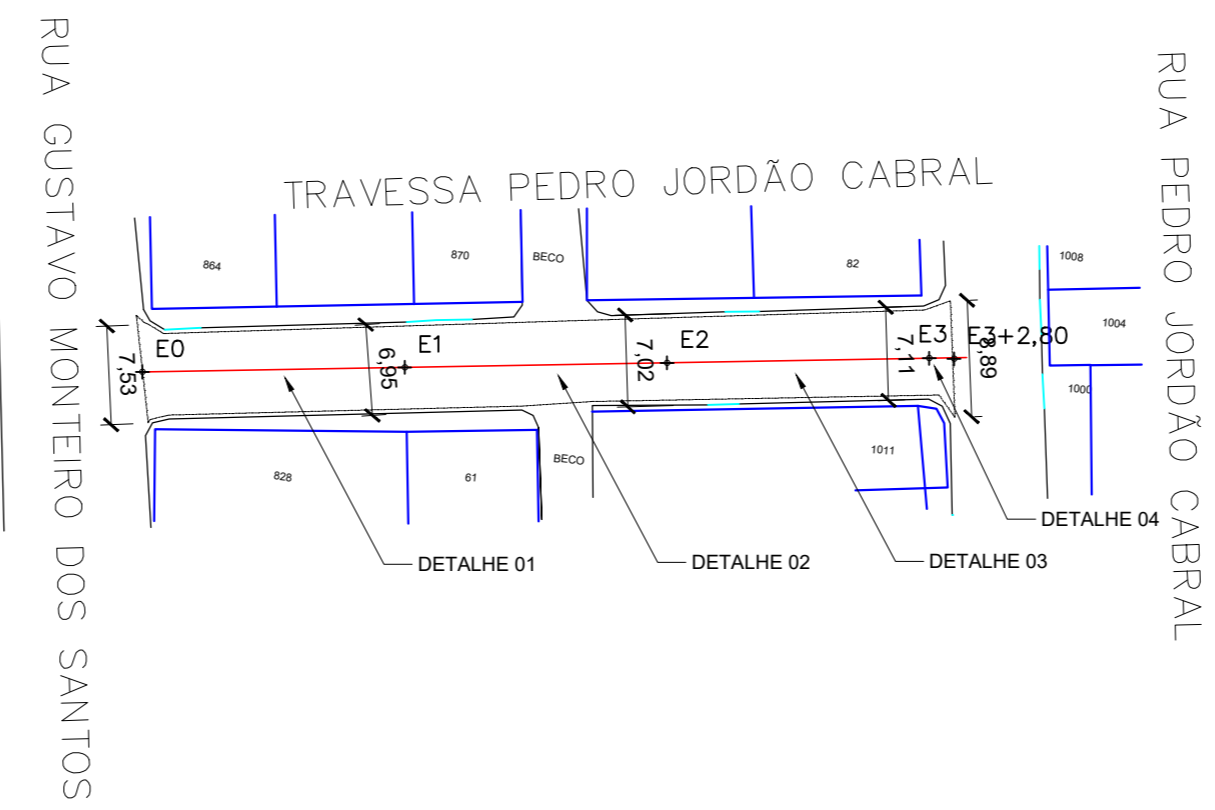 RUA GUSTAVO MONTEIRO DOS SANTOS
TRAVESSA PEDRO JORDÃO CABRAL
RUA PEDRO JORDÃO CABRAL
864
870
BECO
82
1008
1004
1000
7,53
E0
6,95
E1
7,02
E2
7,11
E3
E3+2,80
8,89
828
61
BECO
1011
DETALHE 01
DETALHE 02
DETALHE 03
DETALHE 04